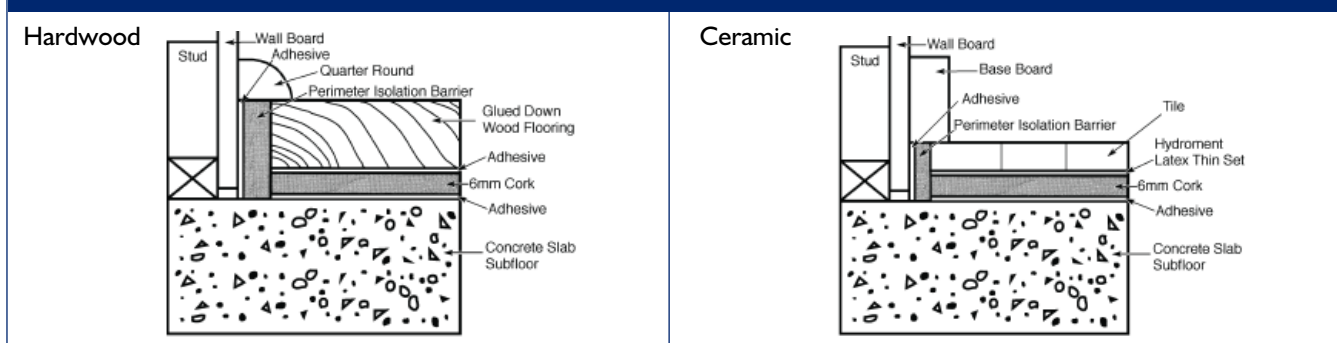 Hardwood
Stud
Wall Board
Adhesive
Quarter Round
Perimeter Isolation Barrier
Glued Down
Wood Flooring
Adhesive
6mm Cork
Adhesive
Concrete Slab
Subfloor
Ceramic
Stud
Wall Board
Base Board
Adhesive
Tile
Perimeter Isolation Barrier
Hydroment
Latex Thin Set
6mm Cork
Adhesive
Concrete Slab
Subfloor